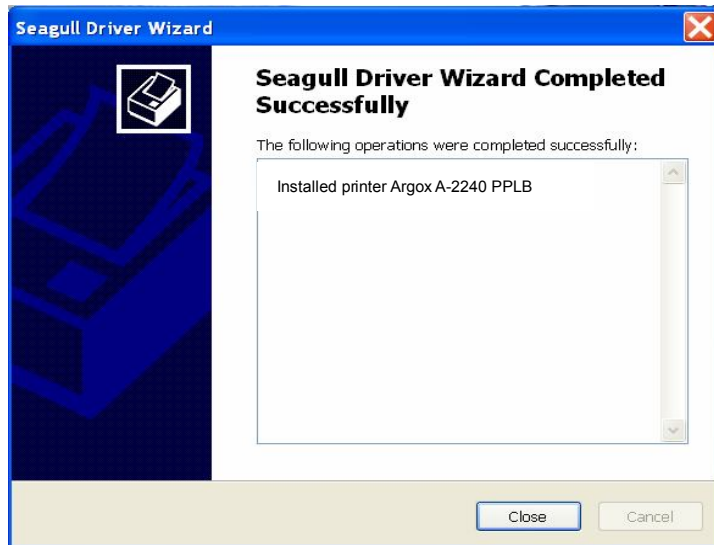 Seagull Driver Wizard
Seagull Driver Wizard Completed
Successfully
The following operations were completed successfully:
Installed printer Argox A-2240 PPLB
Close
Cancel